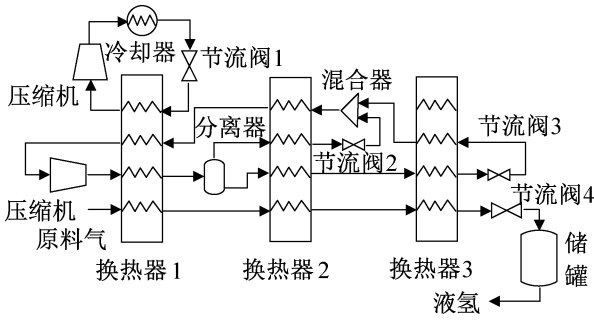 冷却器
节流阀1
压缩机
混合器
分离器
节流阀3
节流阀2
节流阀4
压缩机
原料气
换热器1
换热器2
换热器3
储罐
液氢